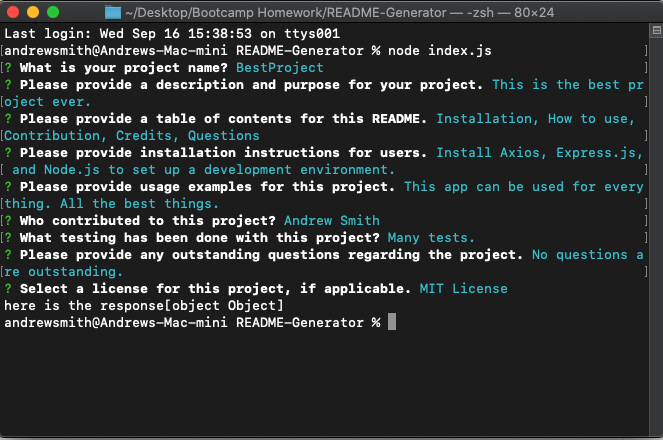 ~/Desktop/Bootcamp Homework/README-Generator — -zsh — 80×24
Last login: Wed Sep 16 15:38:53 on ttys001
[andrewsmith@Andrews-Mac-mini README-Generator % node index.js ]
[? What is your project name? BestProject ]
[? Please provide a description and purpose for your project. This is the best pr]
[oject ever. ]
[? Please provide a table of contents for this README. Installation, How to use, ]
[Contribution, Credits, Questions ]
[? Please provide installation instructions for users. Install Axios, Express.js,]
[ and Node.js to set up a development environment. ]
[? Please provide usage examples for this project. This app can be used for every]
[thing. All the best things. ]
[? Who contributed to this project? Andrew Smith ]
[? What testing has been done with this project? Many tests. ]
[? Please provide any outstanding questions regarding the project. No questions a]
[re outstanding. ]
? Select a license for this project, if applicable. MIT License
here is the response[object Object]
andrewsmith@Andrews-Mac-mini README-Generator %